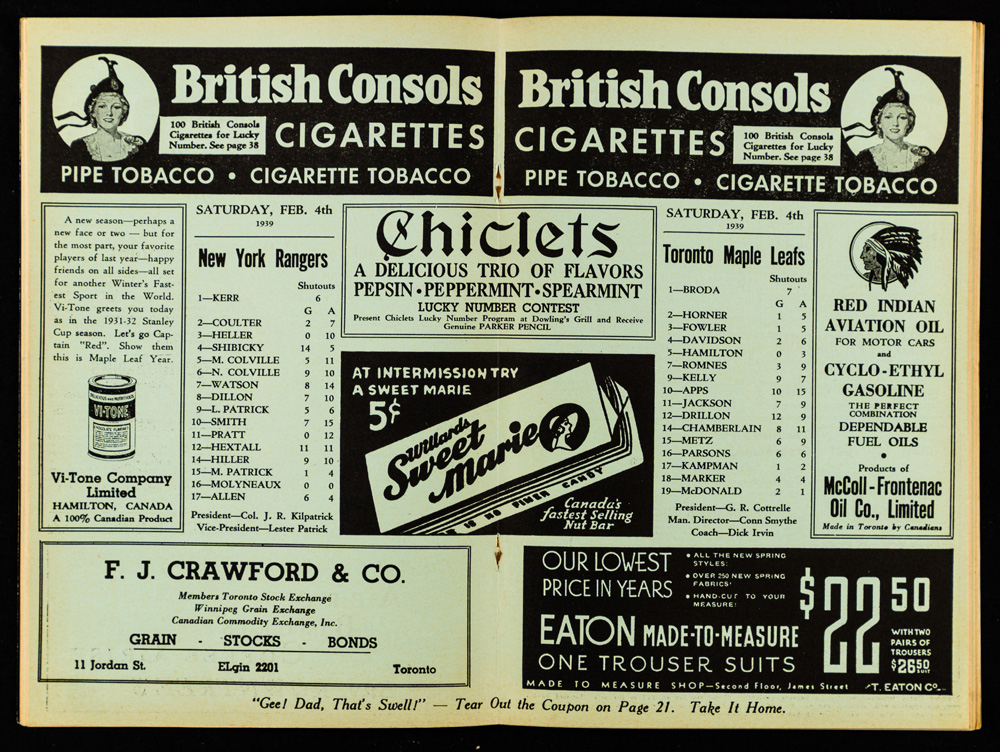 British Consols
100 British Consols
Cigarettes for Lucky
Number. See page 38
CIGARETTES
PIPE TOBACCO • CIGARETTE TOBACCO
British Consols
CIGARETTES
100 British Consols
Cigarettes for Lucky
Number. See page 38
PIPE TOBACCO • CIGARETTE TOBACCO
A new season—perhaps a
new face or two — but for
the most part, your favorite
players of last year—happy
friends on all sides—all set
for another Winter's Fast-
est Sport in the World.
Vi-Tone greets you today
as in the 1931-32 Stanley
Cup season. Let's go Cap-
tain "Red". Show them
this is Maple Leaf Year.
VI-TONE
Vi-Tone Company
Limited
HAMILTON, CANADA
A 100% Canadian Product
SATURDAY, FEB. 4th
1939
New York Rangers
Shutouts
1—KERR 6
G A
2—COULTER 2 7
3—HELLER 0 10
4—SHIBICKY 14 5
5—M. COLVILLE 5 11
6—N. COLVILLE 9 10
7—WATSON 8 14
8—DILLON 7 10
9—L. PATRICK 5 6
10—SMITH 7 15
11—PRATT 0 12
12—HEXTALL 11 11
14—HILLER 9 10
15—M. PATRICK 1 4
16—MOLYNEAUX 0 0
17—ALLEN 6 4
President—Col. J. R. Kilpatrick
Vice-President—Lester Patrick
Chiclets
A DELICIOUS TRIO OF FLAVORS
PEPSIN • PEPPERMINT • SPEARMINT
LUCKY NUMBER CONTEST
Present Chiclets Lucky Number Program at Dowling's Grill and Receive
Genuine PARKER PENCIL
AT INTERMISSION TRY
A SWEET MARIE
5¢
Willards
Sweet
Marie
IS NO FINER CANDY
Canada's
fastest Selling
Nut Bar
SATURDAY, FEB. 4th
1939
Toronto Maple Leafs
Shutouts
1—BRODA 7
G A
2—HORNER 1 5
3—FOWLER 1 5
4—DAVIDSON 2 6
5—HAMILTON 0 3
7—ROMNES 3 9
9—KELLY 9 7
10—APPS 10 15
11—JACKSON 7 9
12—DRILLON 12 9
14—CHAMBERLAIN 8 11
15—METZ 6 9
16—PARSONS 6 6
17—KAMPMAN 1 2
18—MARKER 4 4
19—McDONALD 2 1
President—G. R. Cottrelle
Man. Director—Conn Smythe
Coach—Dick Irvin
RED INDIAN
AVIATION OIL
FOR MOTOR CARS
and
CYCLO-ETHYL
GASOLINE
THE PERFECT
COMBINATION
DEPENDABLE
FUEL OILS
•
Products of
McColl-Frontenac
Oil Co., Limited
Made in Toronto by Canadians
F. J. CRAWFORD & CO.
Members Toronto Stock Exchange
Winnipeg Grain Exchange
Canadian Commodity Exchange, Inc.
GRAIN - STOCKS - BONDS
11 Jordan St. ELgin 2201 Toronto
OUR LOWEST
PRICE IN YEARS
• ALL THE NEW SPRING
STYLES:
• OVER 250 NEW SPRING
FABRICS
• HAND-CUT TO YOUR
MEASURE:
EATON MADE-TO-MEASURE
ONE TROUSER SUITS
$22.50
WITH TWO
PAIRS OF
TROUSERS
$26.50
SUIT
MADE TO MEASURE SHOP—Second Floor, James Street
T. EATON Co.
"Gee! Dad, That's Swell!" — Tear Out the Coupon on Page 21. Take It Home.